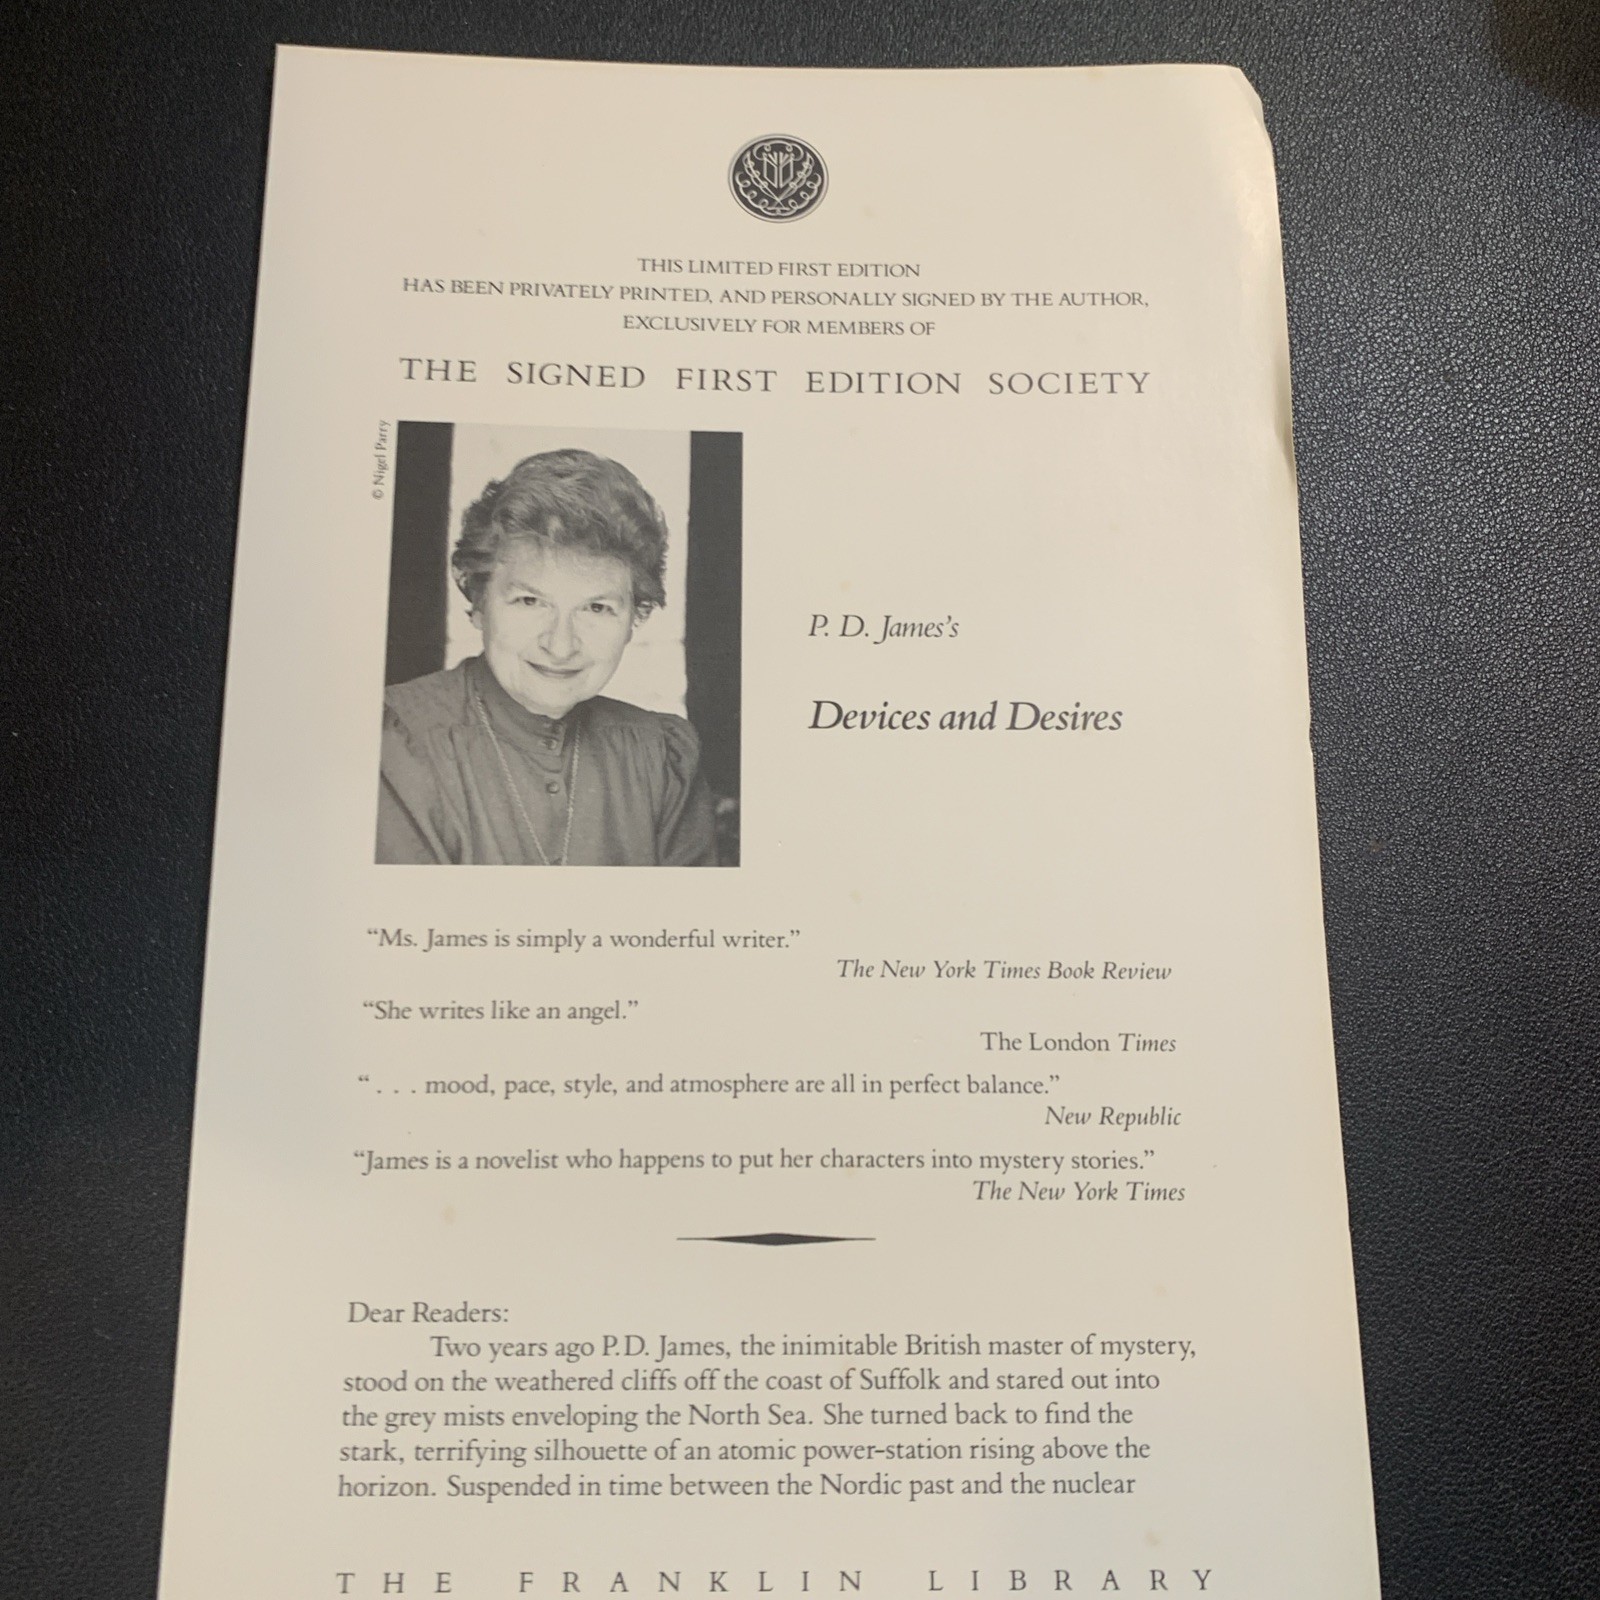 THIS LIMITED FIRST EDITION
HAS BEEN PRIVATELY PRINTED, AND PERSONALLY SIGNED BY THE AUTHOR,
EXCLUSIVELY FOR MEMBERS OF
THE SIGNED FIRST EDITION SOCIETY
© Nigel Parry
P. D. James's
Devices and Desires
“Ms. James is simply a wonderful writer.”
The New York Times Book Review
“She writes like an angel.”
The London Times
“ . . . mood, pace, style, and atmosphere are all in perfect balance.”
New Republic
“James is a novelist who happens to put her characters into mystery stories.”
The New York Times
Dear Readers:
Two years ago P.D. James, the inimitable British master of mystery,
stood on the weathered cliffs off the coast of Suffolk and stared out into
the grey mists enveloping the North Sea. She turned back to find the
stark, terrifying silhouette of an atomic power-station rising above the
horizon. Suspended in time between the Nordic past and the nuclear
THE FRANKLIN LIBRARY